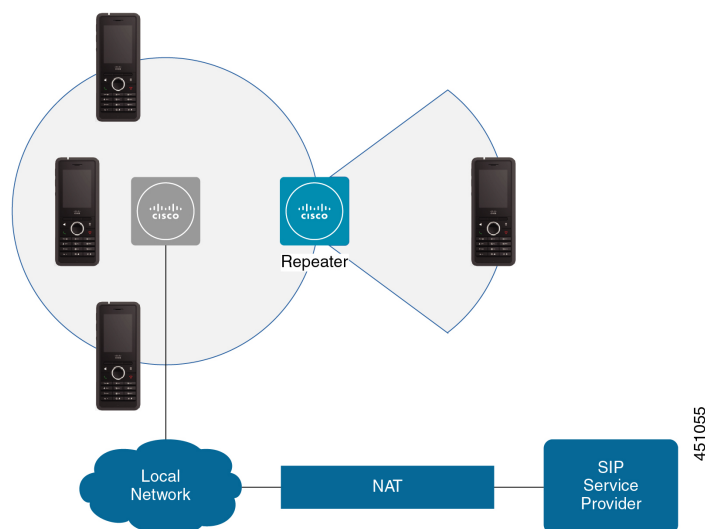 CISCO
CISCO
Repeater
Local
Network
NAT
SIP
Service
Provider
451055